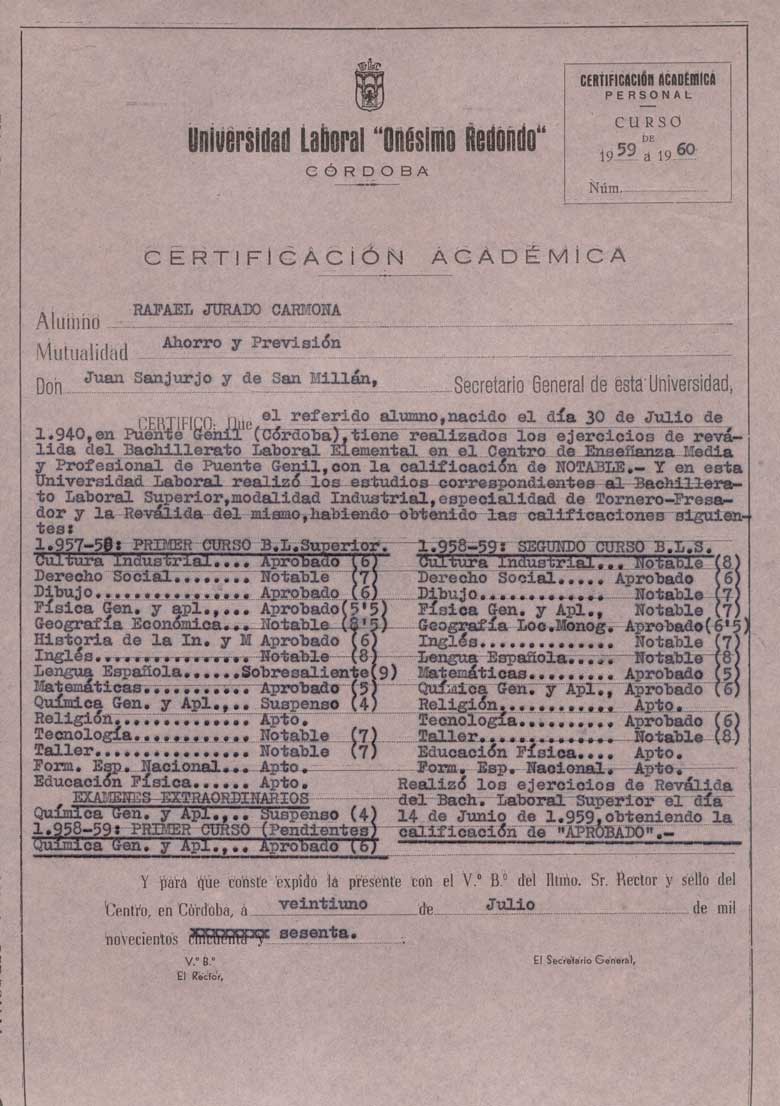 Universidad Laboral "Onésimo Redondo"
CÓRDOBA
CERTIFICACIÓN ACADÉMICA
PERSONAL
CURSO
DE
1959 a 1960
Núm.
CERTIFICACIÓN ACADÉMICA
Alumno RAFAEL JURADO CARMONA
Mutualidad Ahorro y Previsión
Don Juan Sanjurjo y de San Millán, Secretario General de esta Universidad,
CERTIFICO: Que el referido alumno,nacido el día 30 de Julio de
1.940,en Puente Genil (Córdoba),tiene realizados los ejercicios de revá-
lida del Bachillerato Laboral Elemental en el Centro de Enseñanza Media
y Profesional de Puente Genil,con la calificación de NOTABLE.- Y en esta
Universidad Laboral realizó los estudios correspondientes al Bachillera-
to Laboral Superior,modalidad Industrial,especialidad de Tornero-Fresa-
dor y la Reválida del mismo,habiendo obtenido las calificaciones siguien-
tes:
1.957-58: PRIMER CURSO B.L.Superior.
Cultura Industrial.... Aprobado (6)
Derecho Social........ Notable (7)
Dibujo................ Aprobado (6)
Física Gen. y apl.,... Aprobado(5'5)
Geografía Económica... Notable (8'5)
Historia de la In. y M Aprobado (6)
Inglés................ Notable (8)
Lengua Española......Sobresaliente(9)
Matemáticas........... Aprobado (5)
Química Gen. y Apl.,.. Suspenso (4)
Religión.............. Apto.
Tecnología............ Notable (7)
Taller................ Notable (7)
Form. Esp. Nacional... Apto.
Educación Física...... Apto.
EXAMENES EXTRAORDINARIOS
Química Gen. y Apl.,.. Suspenso (4)
1.958-59: PRIMER CURSO (Pendientes)
Química Gen. y Apl.,.. Aprobado (6)
1.958-59: SEGUNDO CURSO B.L.S.
Cultura Industrial... Notable (8)
Derecho Social..... Aprobado (6)
Dibujo............. Notable (7)
Física Gen. y Apl., Notable (7)
Geografía Loc.Monog. Aprobado(6'5)
Inglés............. Notable (7)
Lengua Española.... Notable (8)
Matemáticas........ Aprobado (5)
Química Gen. y Apl., Aprobado (6)
Religión........... Apto.
Tecnología......... Aprobado (6)
Taller............. Notable (8)
Educación Física.... Apto.
Form. Esp. Nacional. Apto.
Realizó los ejercicios de Reválida
del Bach. Laboral Superior el día
14 de Junio de 1.959,obteniendo la
calificación de "APROBADO".-
Y para que conste expido la presente con el V.º B.º del Iltmo. Sr. Rector y sello del
Centro, en Córdoba, a veintiuno de Julio de mil
novecientos cincuenta y sesenta.
V.º B.º
El Rector,
El Secretario General,